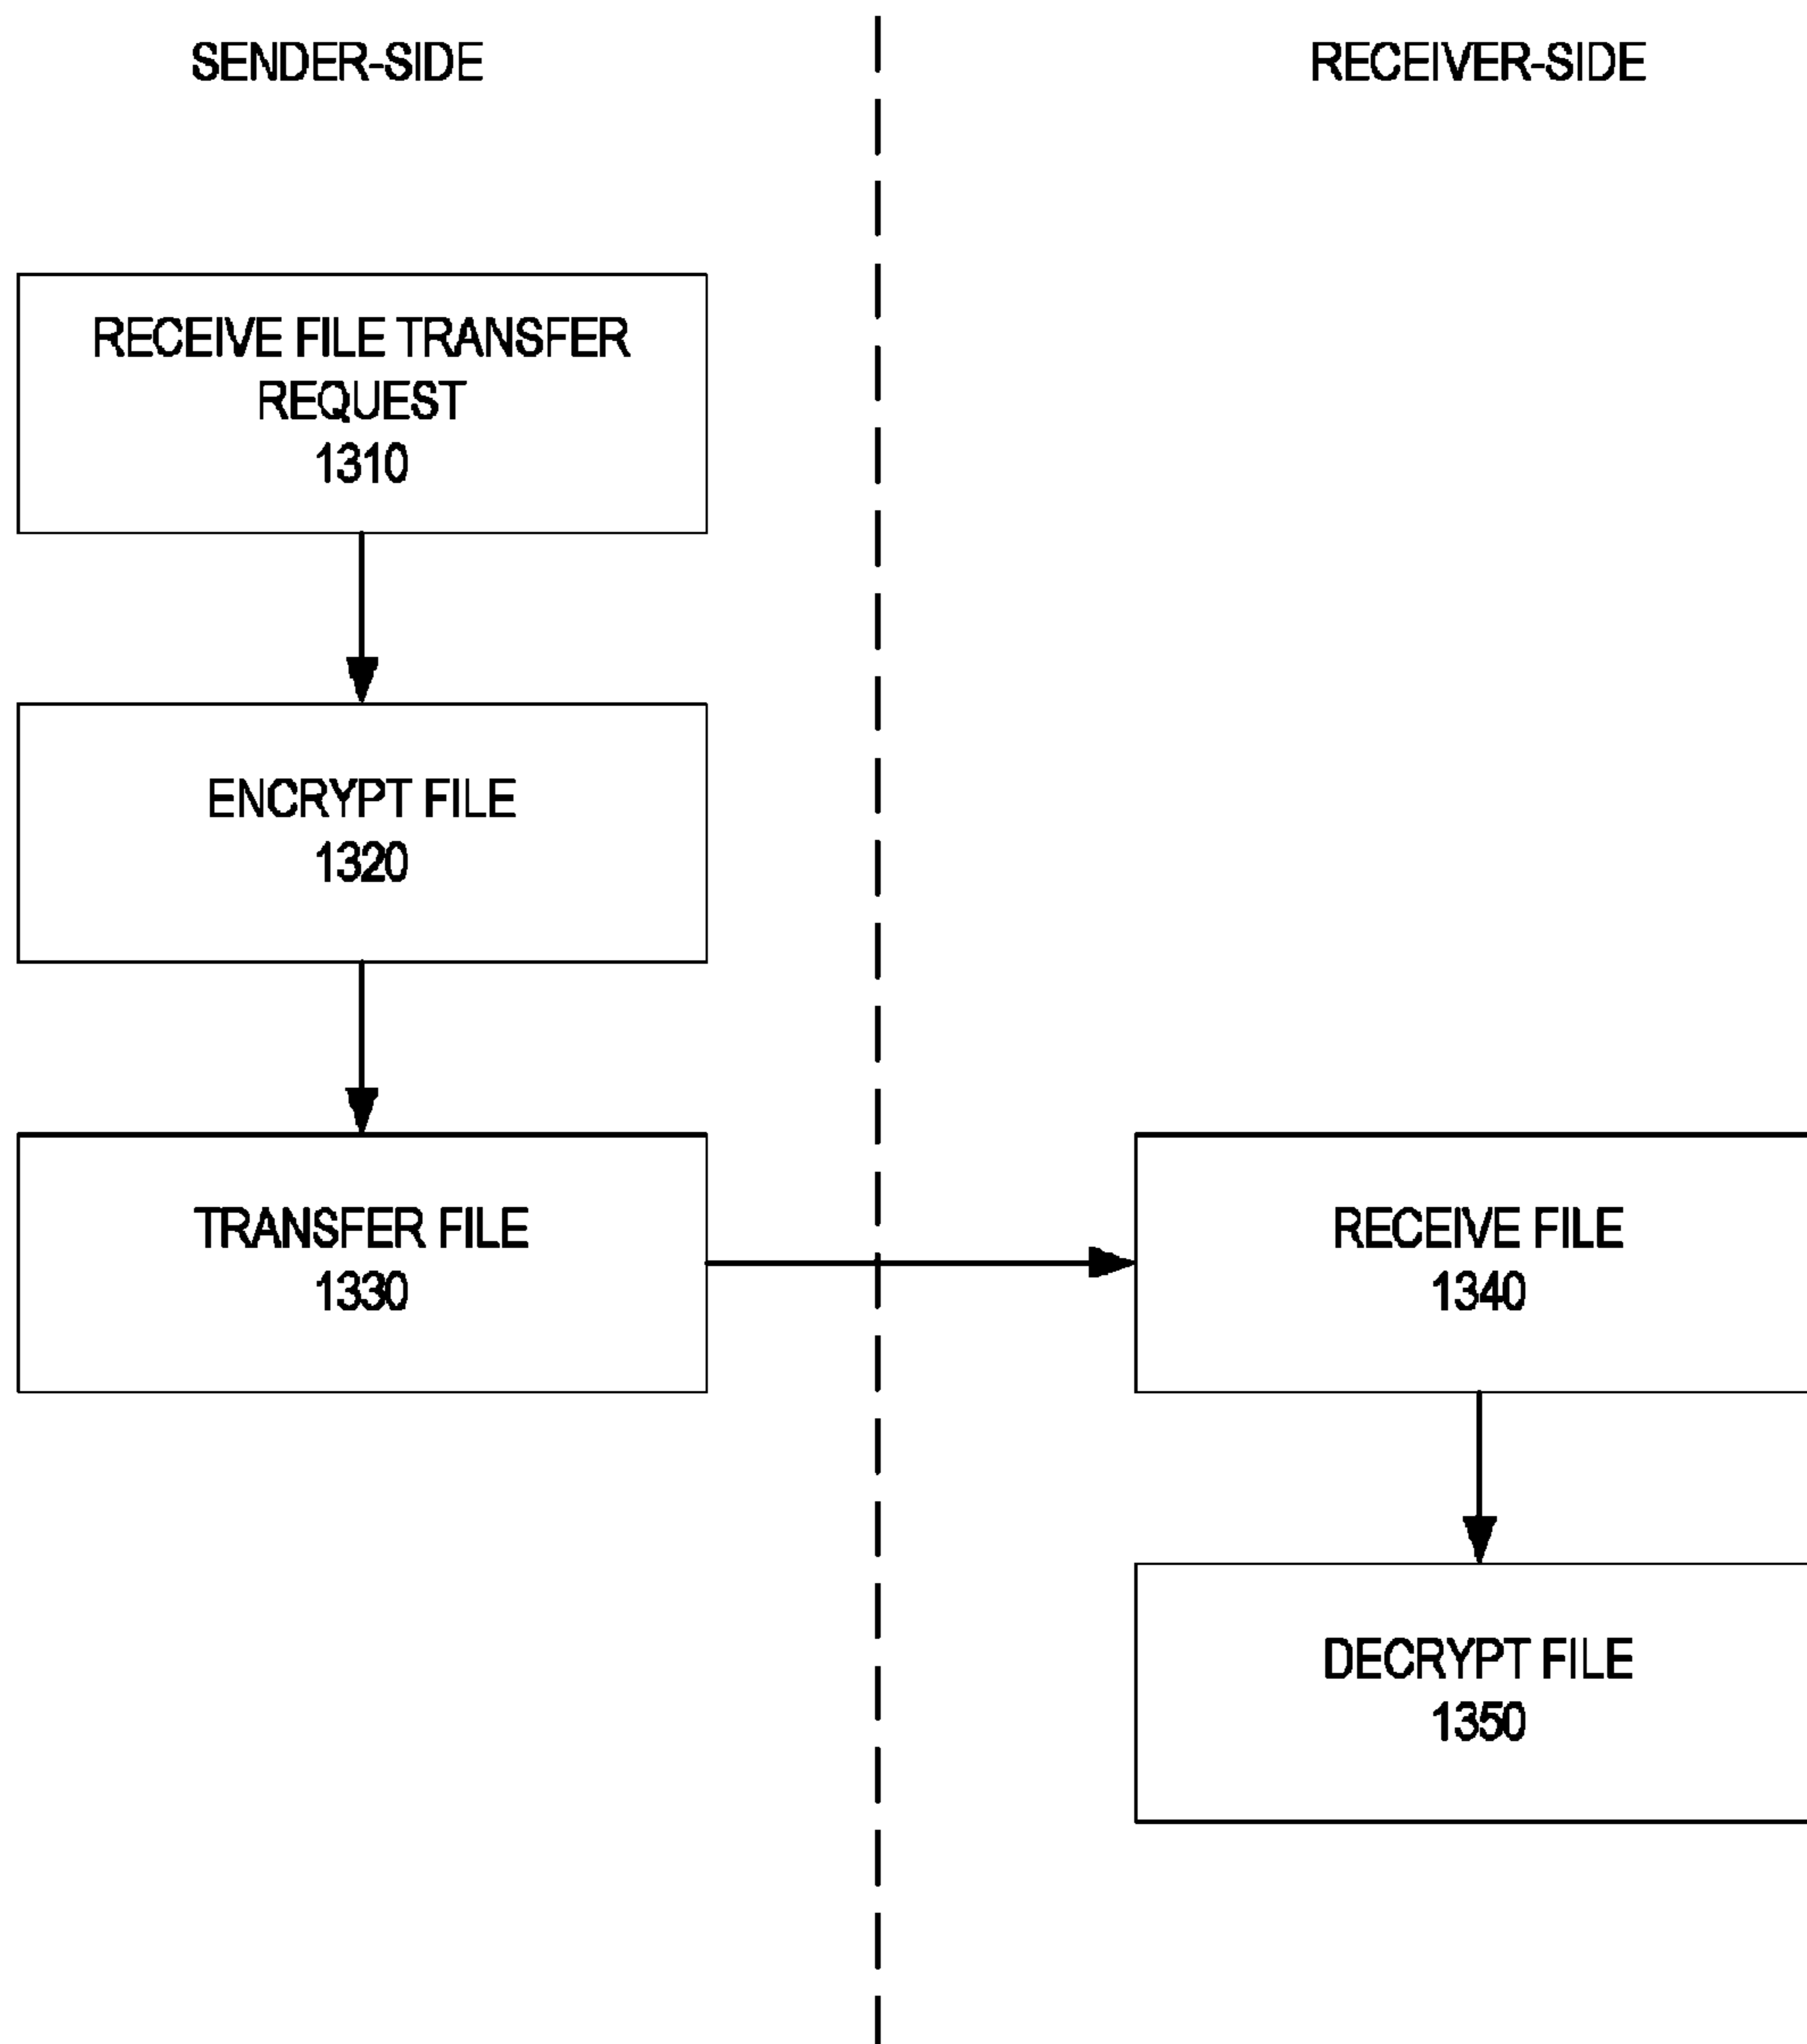 SENDER-SIDE
RECEIVER-SIDE
RECEIVE FILE TRANSFER
REQUEST
1310
ENCRYPT FILE
1320
TRANSFER FILE
1330
RECEIVE FILE
1340
DECRYPT FILE
1350